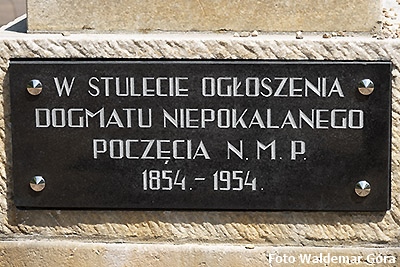 W STULECIE OGŁOSZENIA
DOGMATU NIEPOKALANEGO
POCZĘCIA N. M. P.
1854. – 1954.
Foto Waldemar Góra